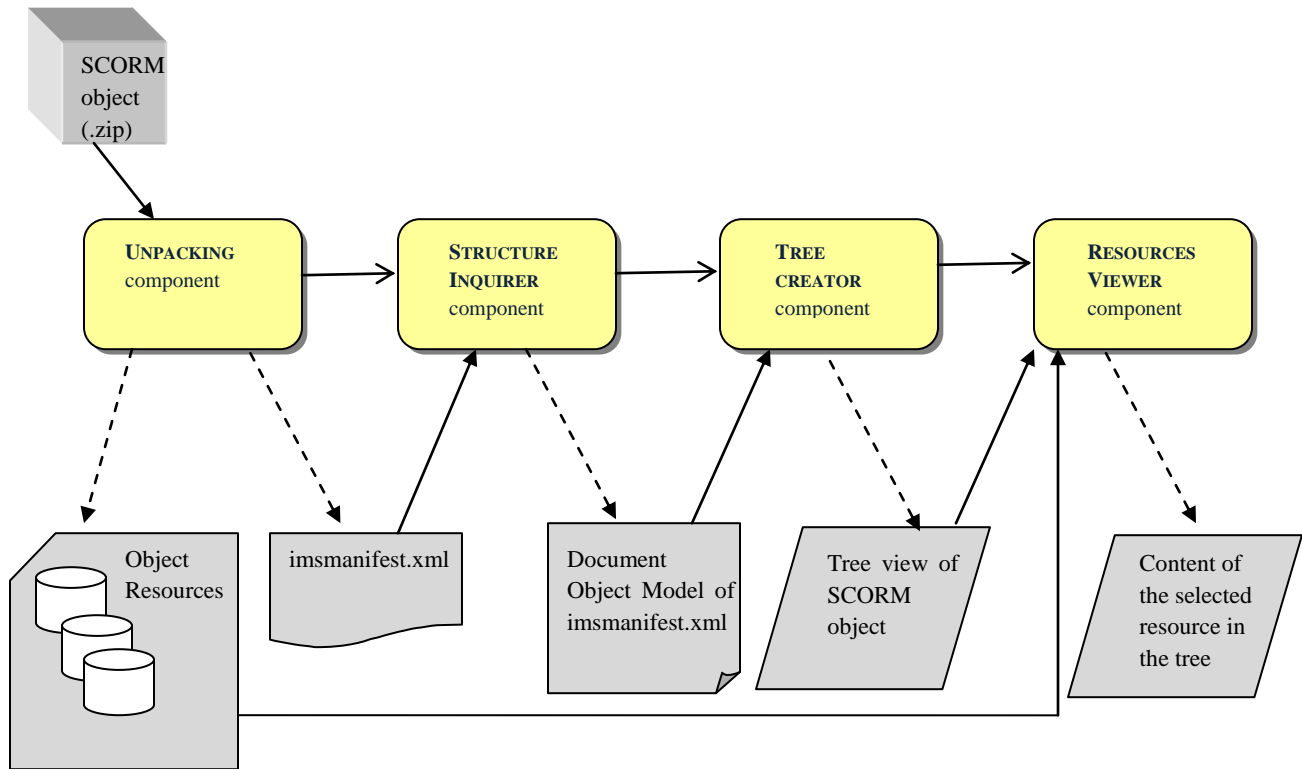 SCORM
object
(.zip)
UNPACKING
component
STRUCTURE
INQUIRER
component
TREE
CREATOR
component
RESOURCES
VIEWER
component
Object
Resources
imsmanifest.xml
Document
Object Model of
imsmanifest.xml
Tree view of
SCORM
object
Content of
the selected
resource in
the tree